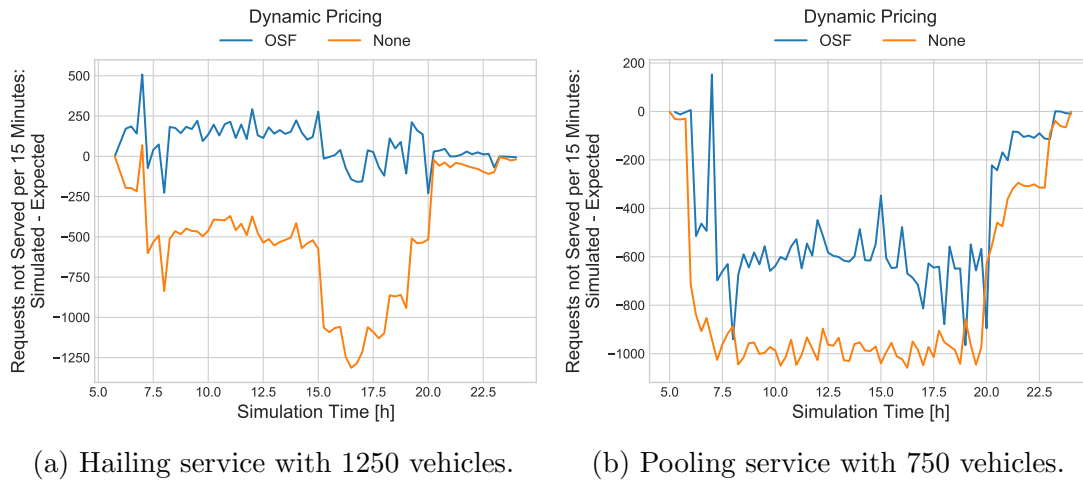 Dynamic Pricing
OSF None
Requests not Served per 15 Minutes:
Simulated - Expected
500
250
0
−250
−500
−750
−1000
−1250
5.0 7.5 10.0 12.5 15.0 17.5 20.0 22.5
Simulation Time [h]
(a) Hailing service with 1250 vehicles.
Dynamic Pricing
OSF None
Requests not Served per 15 Minutes:
Simulated - Expected
200
0
−200
−400
−600
−800
−1000
5.0 7.5 10.0 12.5 15.0 17.5 20.0 22.5
Simulation Time [h]
(b) Pooling service with 750 vehicles.